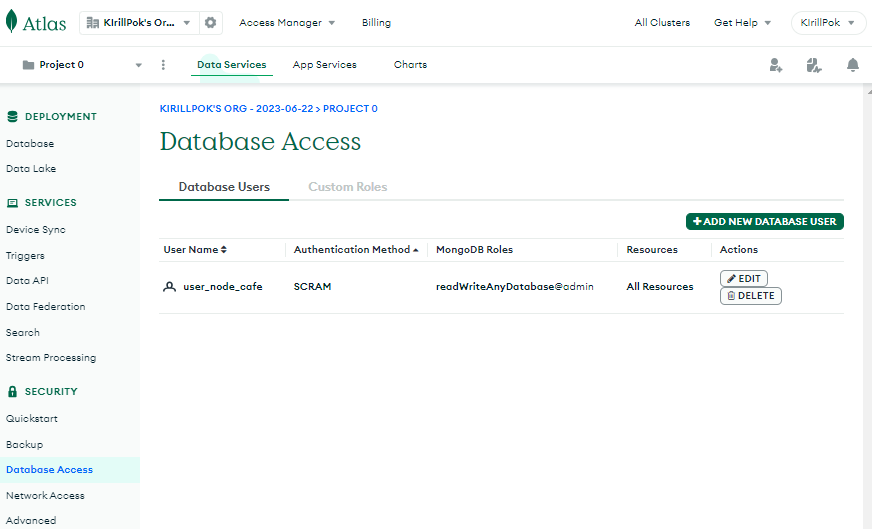 Atlas
KIrillPok's Or...
Access Manager
Billing
All Clusters
Get Help
KIrillPok
Project 0
Data Services
App Services
Charts
DEPLOYMENT
Database
Data Lake
SERVICES
Device Sync
Triggers
Data API
Data Federation
Search
Stream Processing
SECURITY
Quickstart
Backup
Database Access
Network Access
Advanced
KIRILLPOK'S ORG - 2023-06-22 > PROJECT 0
Database Access
Database Users
Custom Roles
+ ADD NEW DATABASE USER
User Name
Authentication Method
MongoDB Roles
Resources
Actions
user_node_cafe
SCRAM
readWriteAnyDatabase@admin
All Resources
EDIT
DELETE